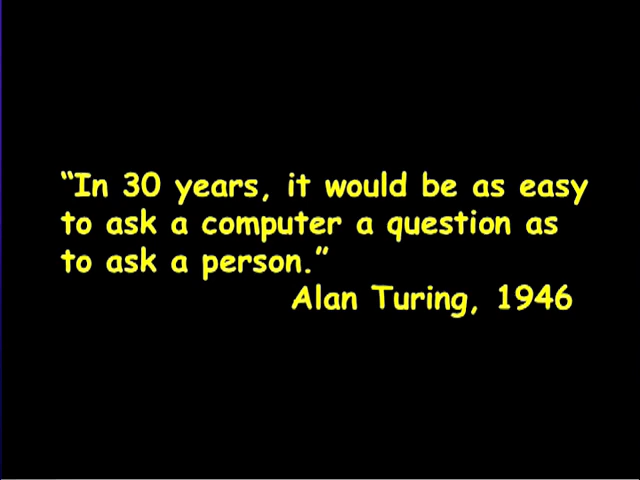 “In 30 years, it would be as easy
to ask a computer a question as
to ask a person.”
Alan Turing, 1946